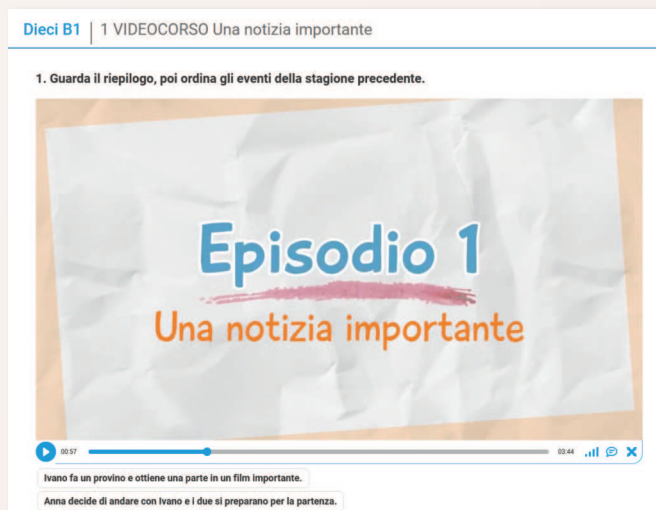 Dieci B1 | 1 VIDEOCORSO Una notizia importante
1. Guarda il riepilogo, poi ordina gli eventi della stagione precedente.
Episodio 1
Una notizia importante
00:57 03:44
Ivano fa un provino e ottiene una parte in un film importante.
Anna decide di andare con Ivano e i due si preparano per la partenza.